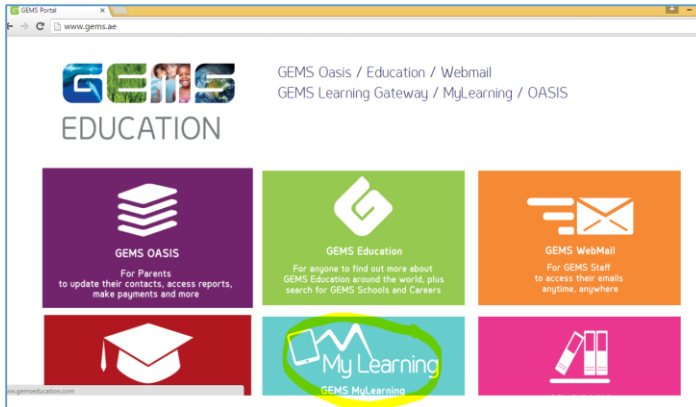 GEMS Portal
www.gems.ae
GEMS
EDUCATION
GEMS Oasis / Education / Webmail
GEMS Learning Gateway / MyLearning / OASIS
GEMS OASIS
For Parents
to update their contacts, access reports,
make payments and more
GEMS Education
For anyone to find out more about
GEMS Education around the world, plus
search for GEMS Schools and Careers
GEMS WebMail
For GEMS Staff
to access their emails
anytime, anywhere
My Learning
GEMS MyLearning
ww.gemseducation.com